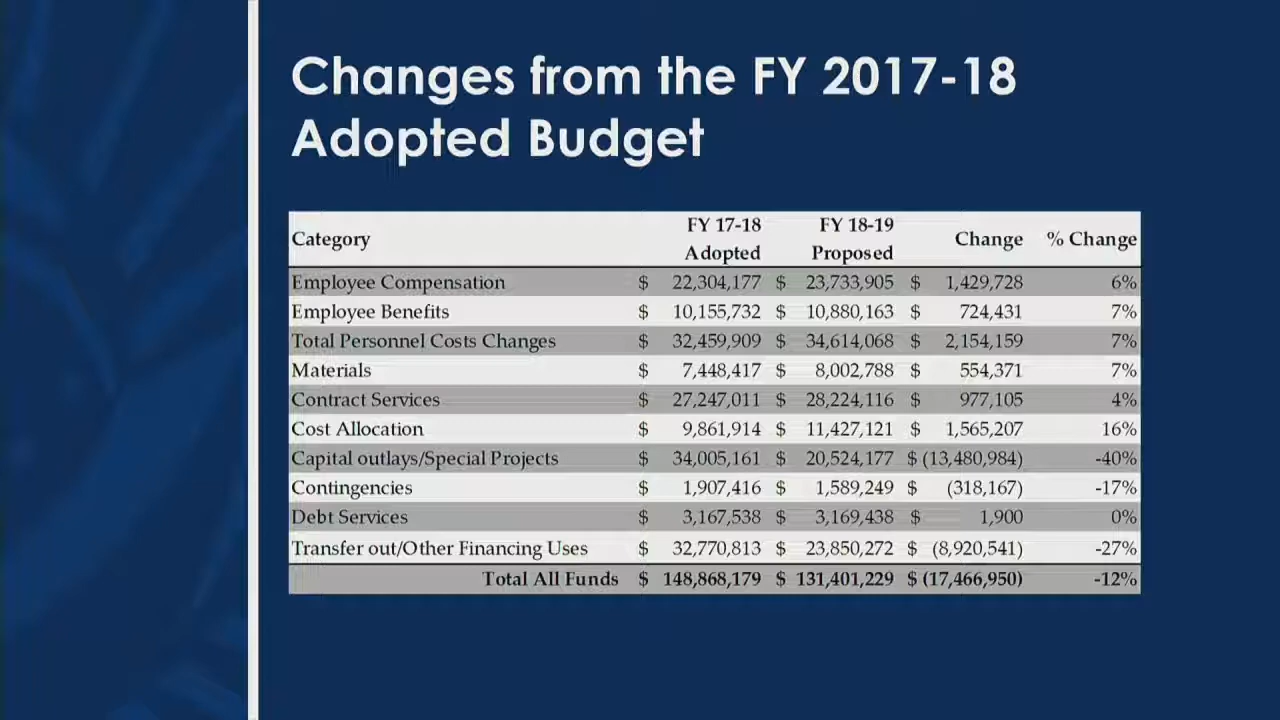 Changes from the FY 2017-18
Adopted Budget
Category FY 17-18 Adopted FY 18-19 Proposed Change % Change
Employee Compensation $ 22,304,177 $ 23,733,905 $ 1,429,728 6%
Employee Benefits $ 10,155,732 $ 10,880,163 $ 724,431 7%
Total Personnel Costs Changes $ 32,459,909 $ 34,614,068 $ 2,154,159 7%
Materials $ 7,448,417 $ 8,002,788 $ 554,371 7%
Contract Services $ 27,247,011 $ 28,224,116 $ 977,105 4%
Cost Allocation $ 9,861,914 $ 11,427,121 $ 1,565,207 16%
Capital outlays/Special Projects $ 34,005,161 $ 20,524,177 $ (13,480,984) -40%
Contingencies $ 1,907,416 $ 1,589,249 $ (318,167) -17%
Debt Services $ 3,167,538 $ 3,169,438 $ 1,900 0%
Transfer out/Other Financing Uses $ 32,770,813 $ 23,850,272 $ (8,920,541) -27%
Total All Funds $ 148,868,179 $ 131,401,229 $ (17,466,950) -12%